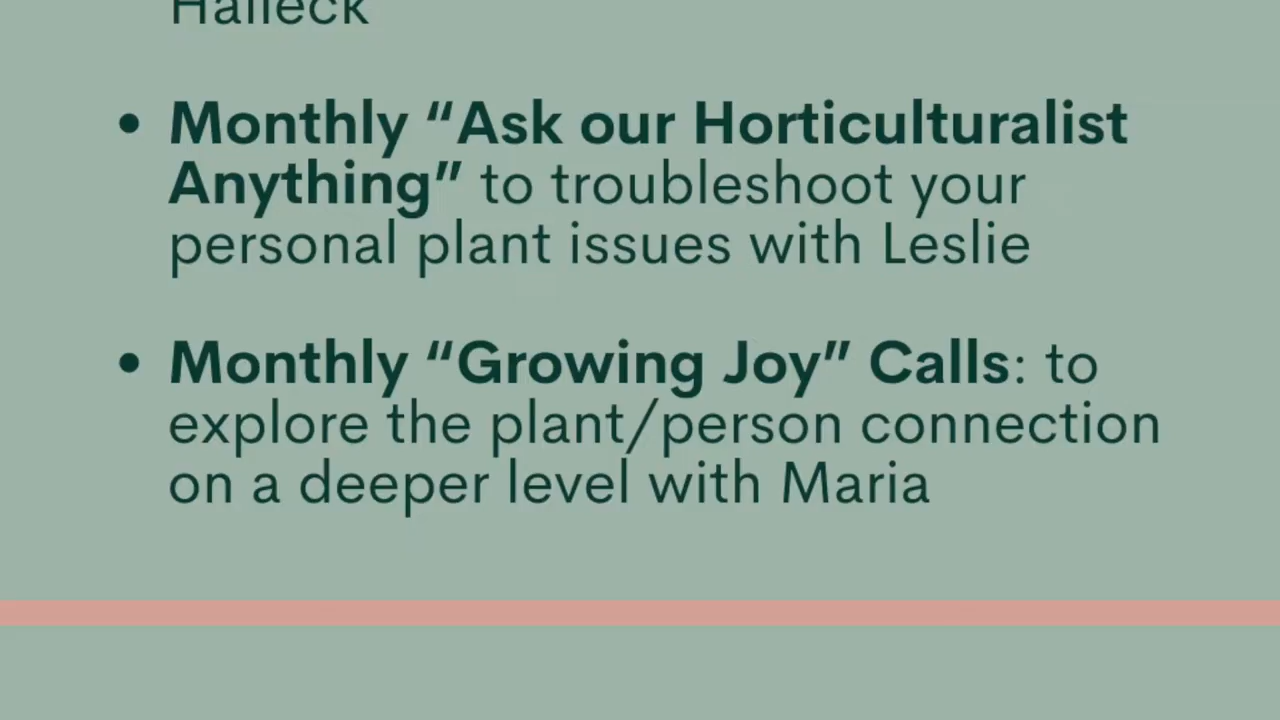 Halleck
• Monthly “Ask our Horticulturalist
Anything” to troubleshoot your
personal plant issues with Leslie
• Monthly “Growing Joy” Calls: to
explore the plant/person connection
on a deeper level with Maria